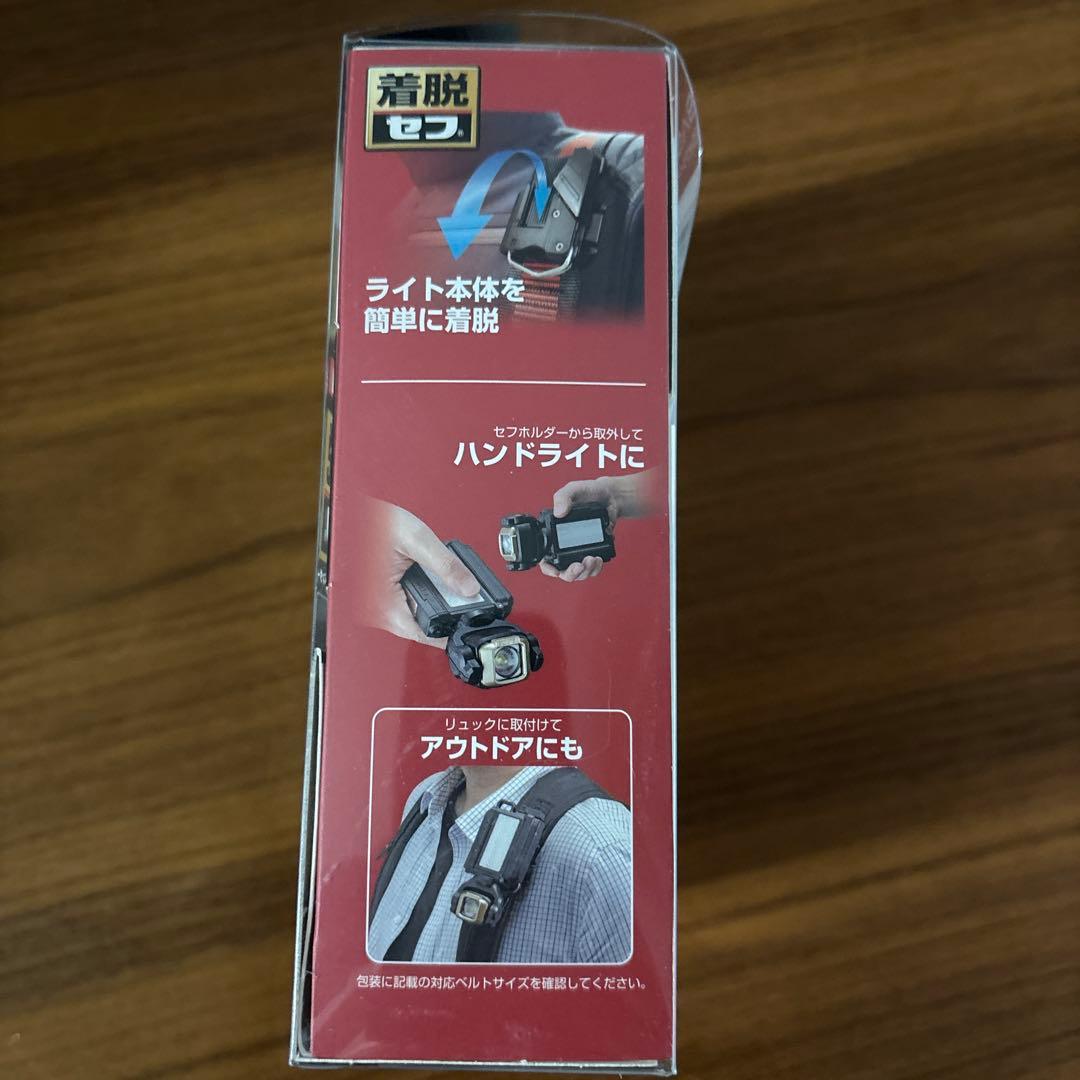 着脱
セフ®
ライト本体を
簡単に着脱
セフホルダーから取外して
ハンドライトに
リュックに取付けて
アウトドアにも
包装に記載の対応ベルトサイズを確認してください。